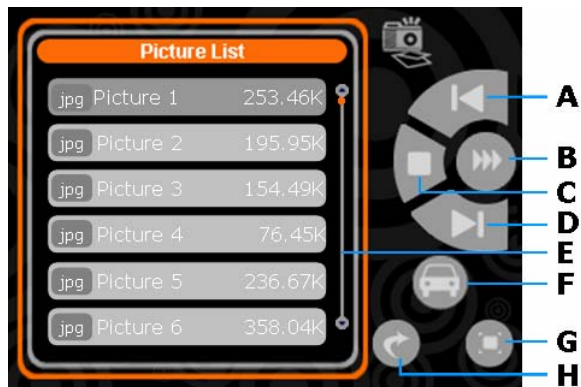 Picture List
jpg Picture 1 253.46K
jpg Picture 2 195.95K
jpg Picture 3 154.49K
jpg Picture 4 76.45K
jpg Picture 5 236.67K
jpg Picture 6 358.04K
A
B
C
D
E
F
G
H